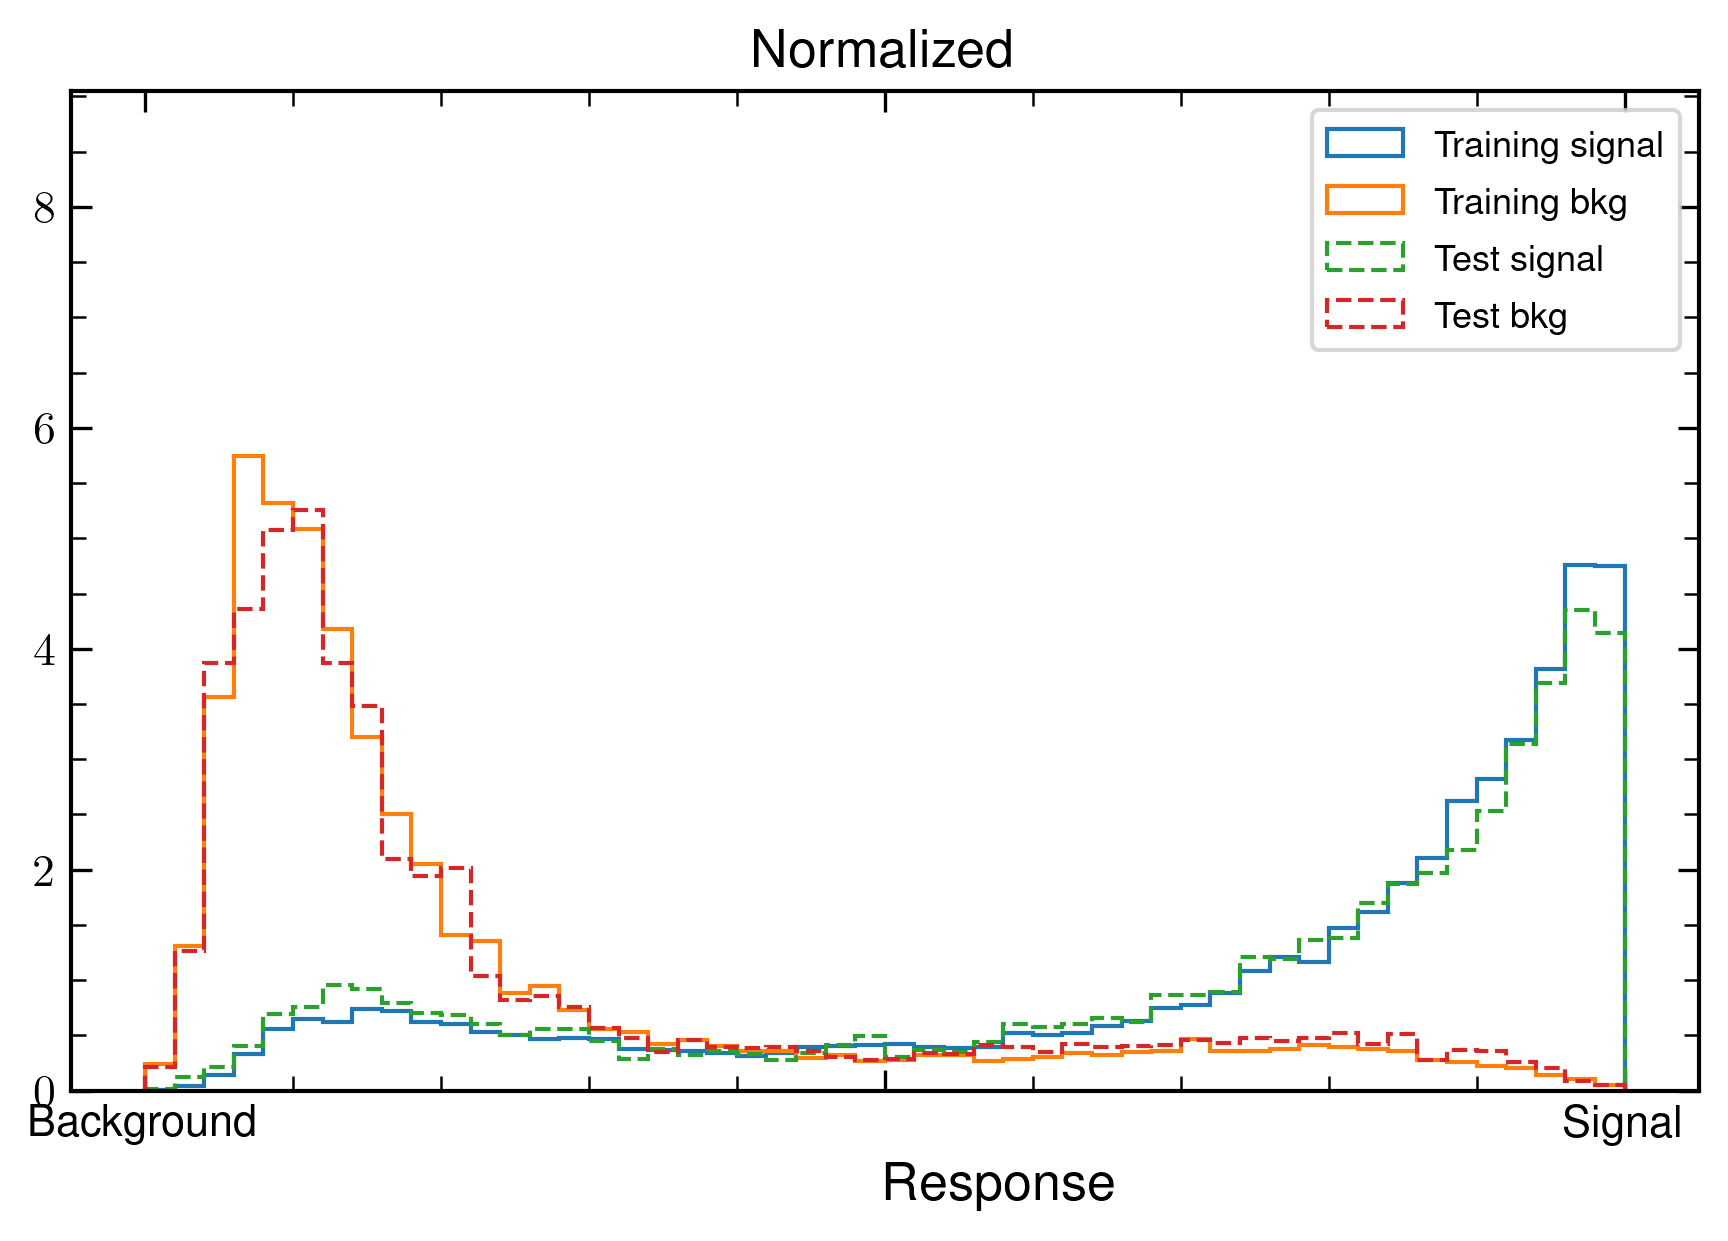 Normalized
Training signal
Training bkg
Test signal
Test bkg
8
6
4
2
0
Background
Signal
Response